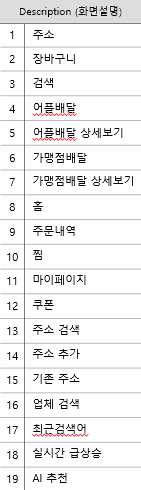 Description (화면설명)
1 주소
2 장바구니
3 검색
4 어플배달
5 어플배달 상세보기
6 가맹점배달
7 가맹점배달 상세보기
8 홈
9 주문내역
10 찜
11 마이페이지
12 쿠폰
13 주소 검색
14 주소 추가
15 기존 주소
16 업체 검색
17 최근검색어
18 실시간 급상승
19 AI 추천